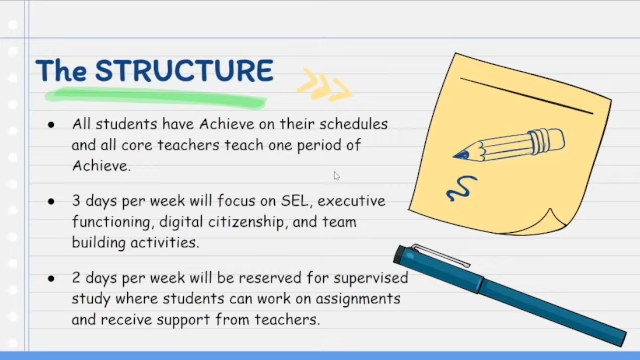 The STRUCTURE
● All students have Achieve on their schedules
and all core teachers teach one period of
Achieve.
● 3 days per week will focus on SEL, executive
functioning, digital citizenship, and team
building activities.
● 2 days per week will be reserved for supervised
study where students can work on assignments
and receive support from teachers.